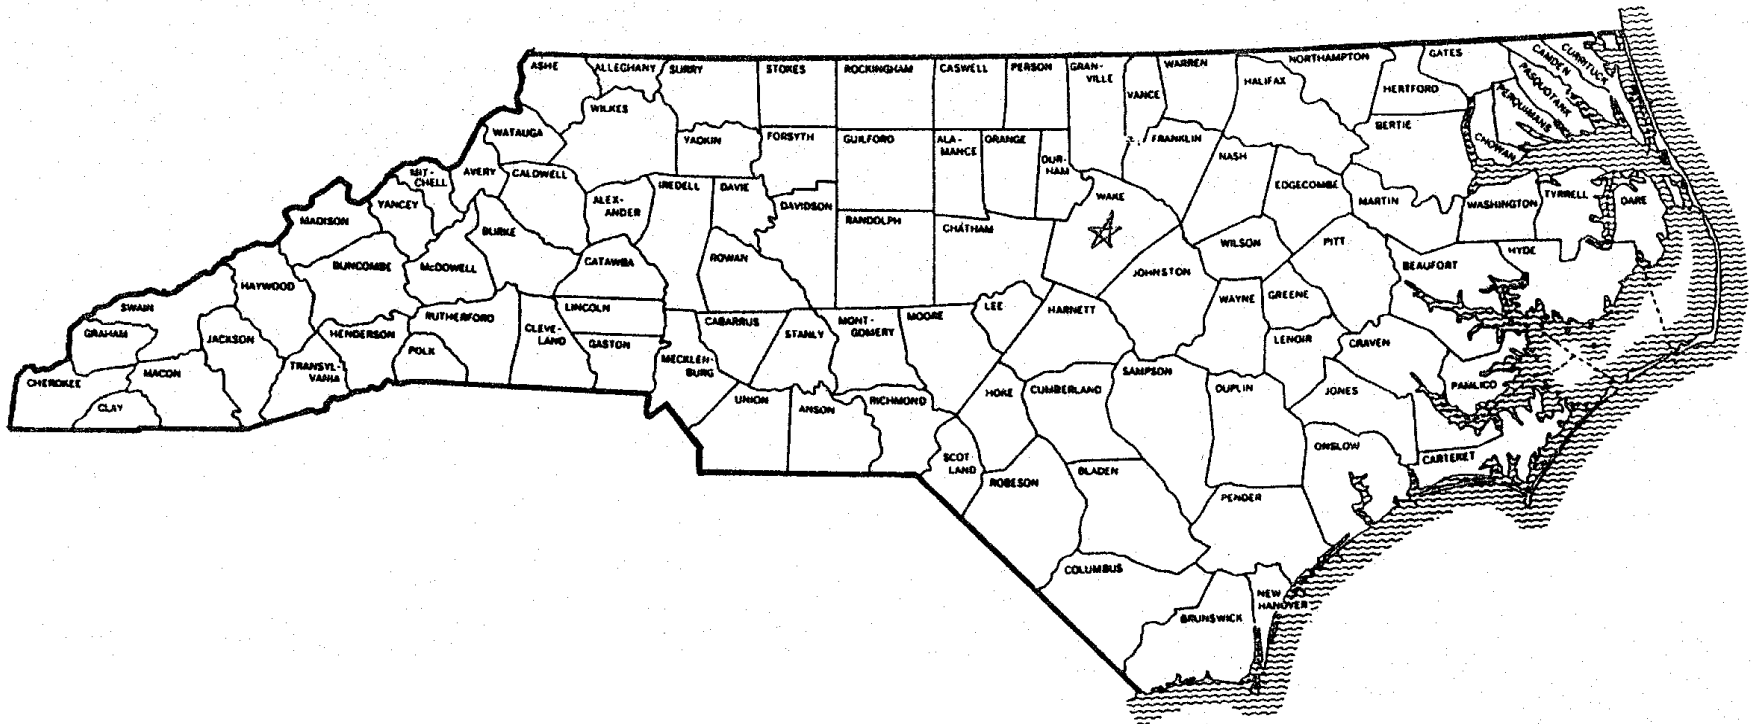 ASHE
ALLEGHANY
SURRY
STOKES
ROCKINGHAM
CASWELL
PERSON
GRAN-
VILLE
VANCE
WARREN
NORTHAMPTON
HALIFAX
GATES
HERTFORD
CURRITUCK
CAMDEN
PASQUOTANK
PERQUIMANS
CHOWAN
BERTIE
WILKES
WATAUGA
YADKIN
FORSYTH
GUILFORD
ALA-
MANCE
ORANGE
DUR-
HAM
FRANKLIN
NASH
EDGECOMBE
MARTIN
WASHINGTON
TYRRELL
DARE
MIT-
CHELL
AVERY
CALDWELL
ALEX-
ANDER
IREDELL
DAVIE
DAVIDSON
RANDOLPH
CHATHAM
WAKE
MADISON
YANCEY
BURKE
BUNCOMBE
McDOWELL
CATAWBA
ROWAN
JOHNSTON
WILSON
PITT
BEAUFORT
HYDE
HAYWOOD
SWAIN
GRAHAM
JACKSON
HENDERSON
RUTHERFORD
POLK
CLEVE-
LAND
LINCOLN
GASTON
CABARRUS
STANLY
MONT-
GOMERY
MOORE
LEE
HARNETT
WAYNE
GREENE
LENOIR
CRAVEN
PAMLICO
CHEROKEE
CLAY
MACON
TRANSYL-
VANIA
MECKLEN-
BURG
UNION
ANSON
RICHMOND
HOKE
CUMBERLAND
SAMPSON
DUPLIN
JONES
ONSLOW
CARTERET
SCOT
LAND
ROBESON
BLADEN
PENDER
COLUMBUS
BRUNSWICK
NEW
HANOVER